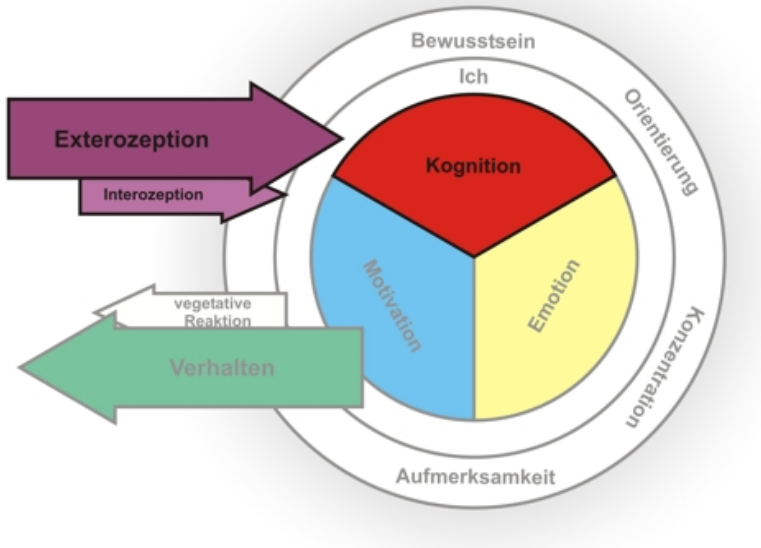 Bewusstsein
Ich
Orientierung
Exterozeption
Kognition
Interozeption
Motivation
Emotion
vegetative
Reaktion
Konzentration
Verhalten
Aufmerksamkeit